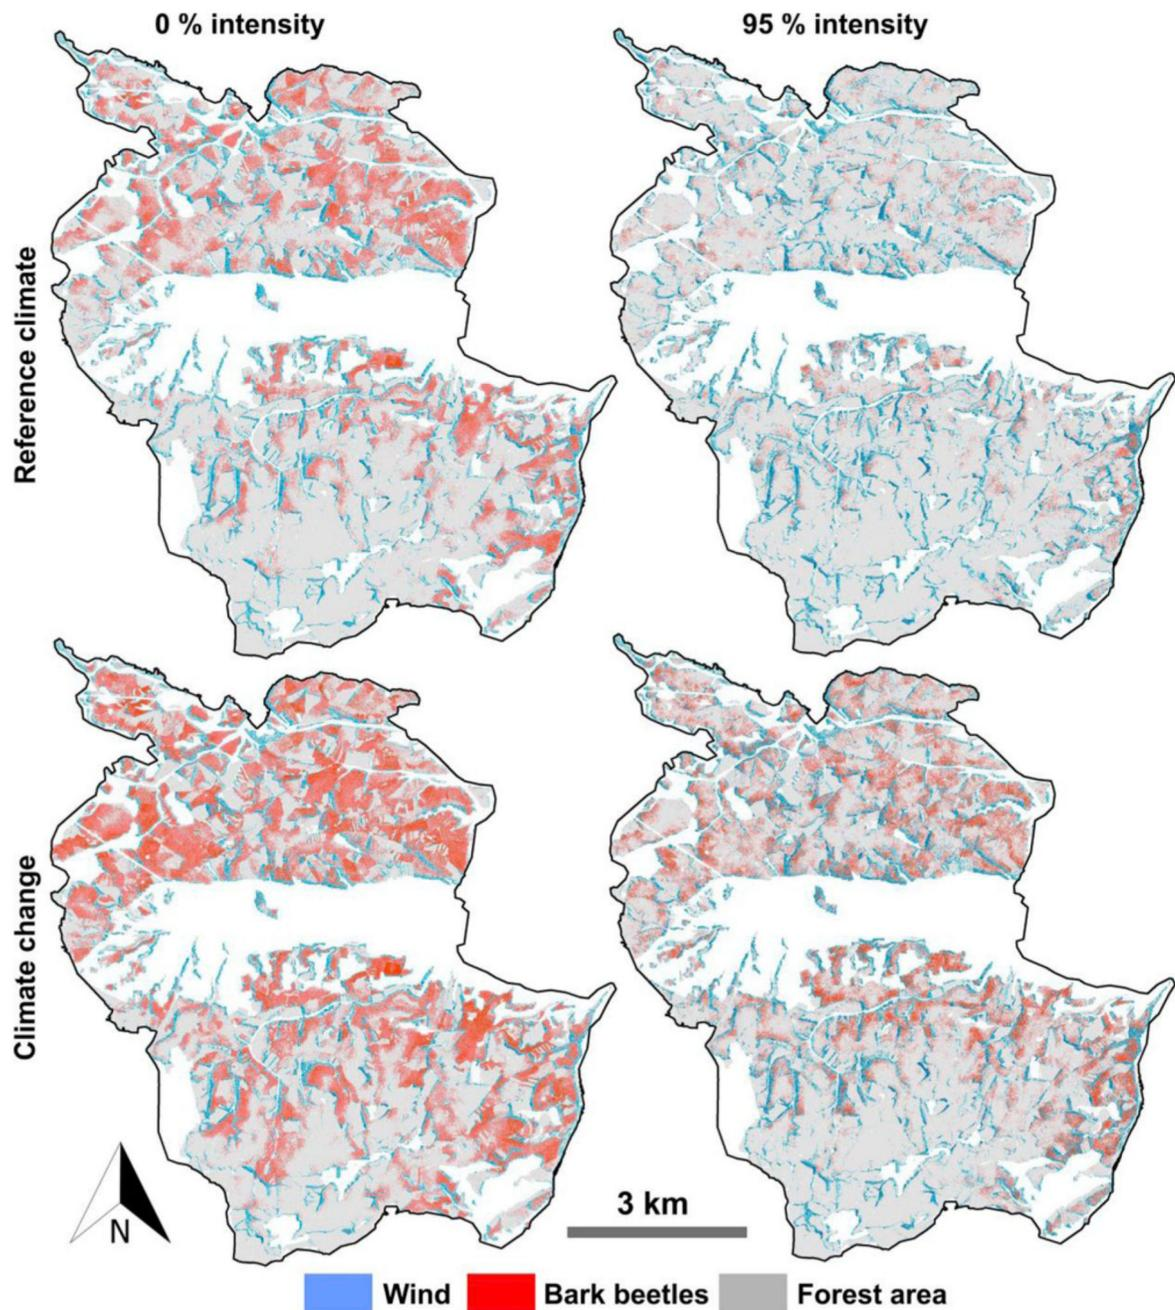 0 % intensity
95 % intensity
Reference climate
Climate change
N
3 km
Wind
Bark beetles
Forest area